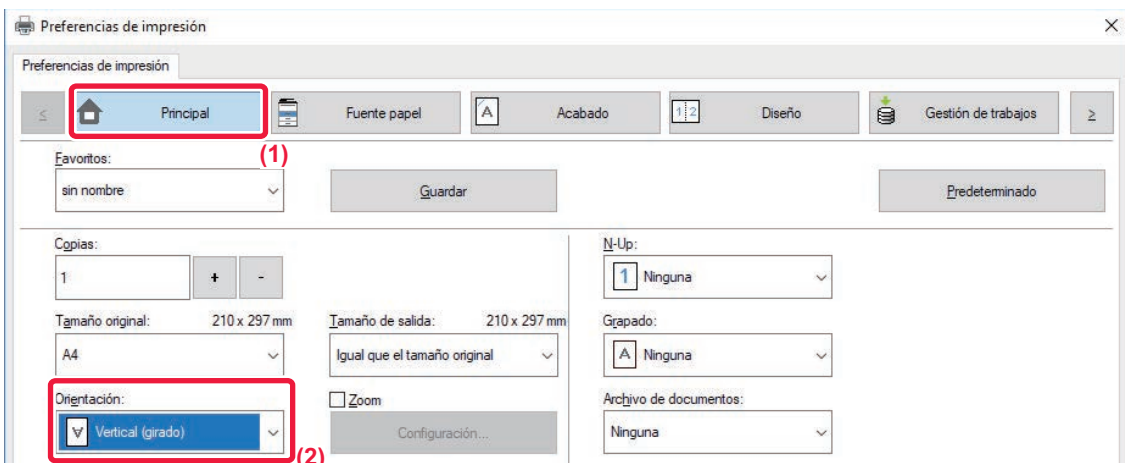 Preferencias de impresión
Preferencias de impresión
≤ Principal Fuente papel A Acabado 1 2 Diseño Gestión de trabajos ≥
(1)
Favoritos:
sin nombre Guardar Predeterminado
Copias: N-Up:
1 + - 1 Ninguna
Tamaño original: 210 x 297 mm Tamaño de salida: 210 x 297 mm Grapado:
A4 Igual que el tamaño original A Ninguna
Orientación: Zoom Archivo de documentos:
A Vertical (girado) Configuración... Ninguna
(2)